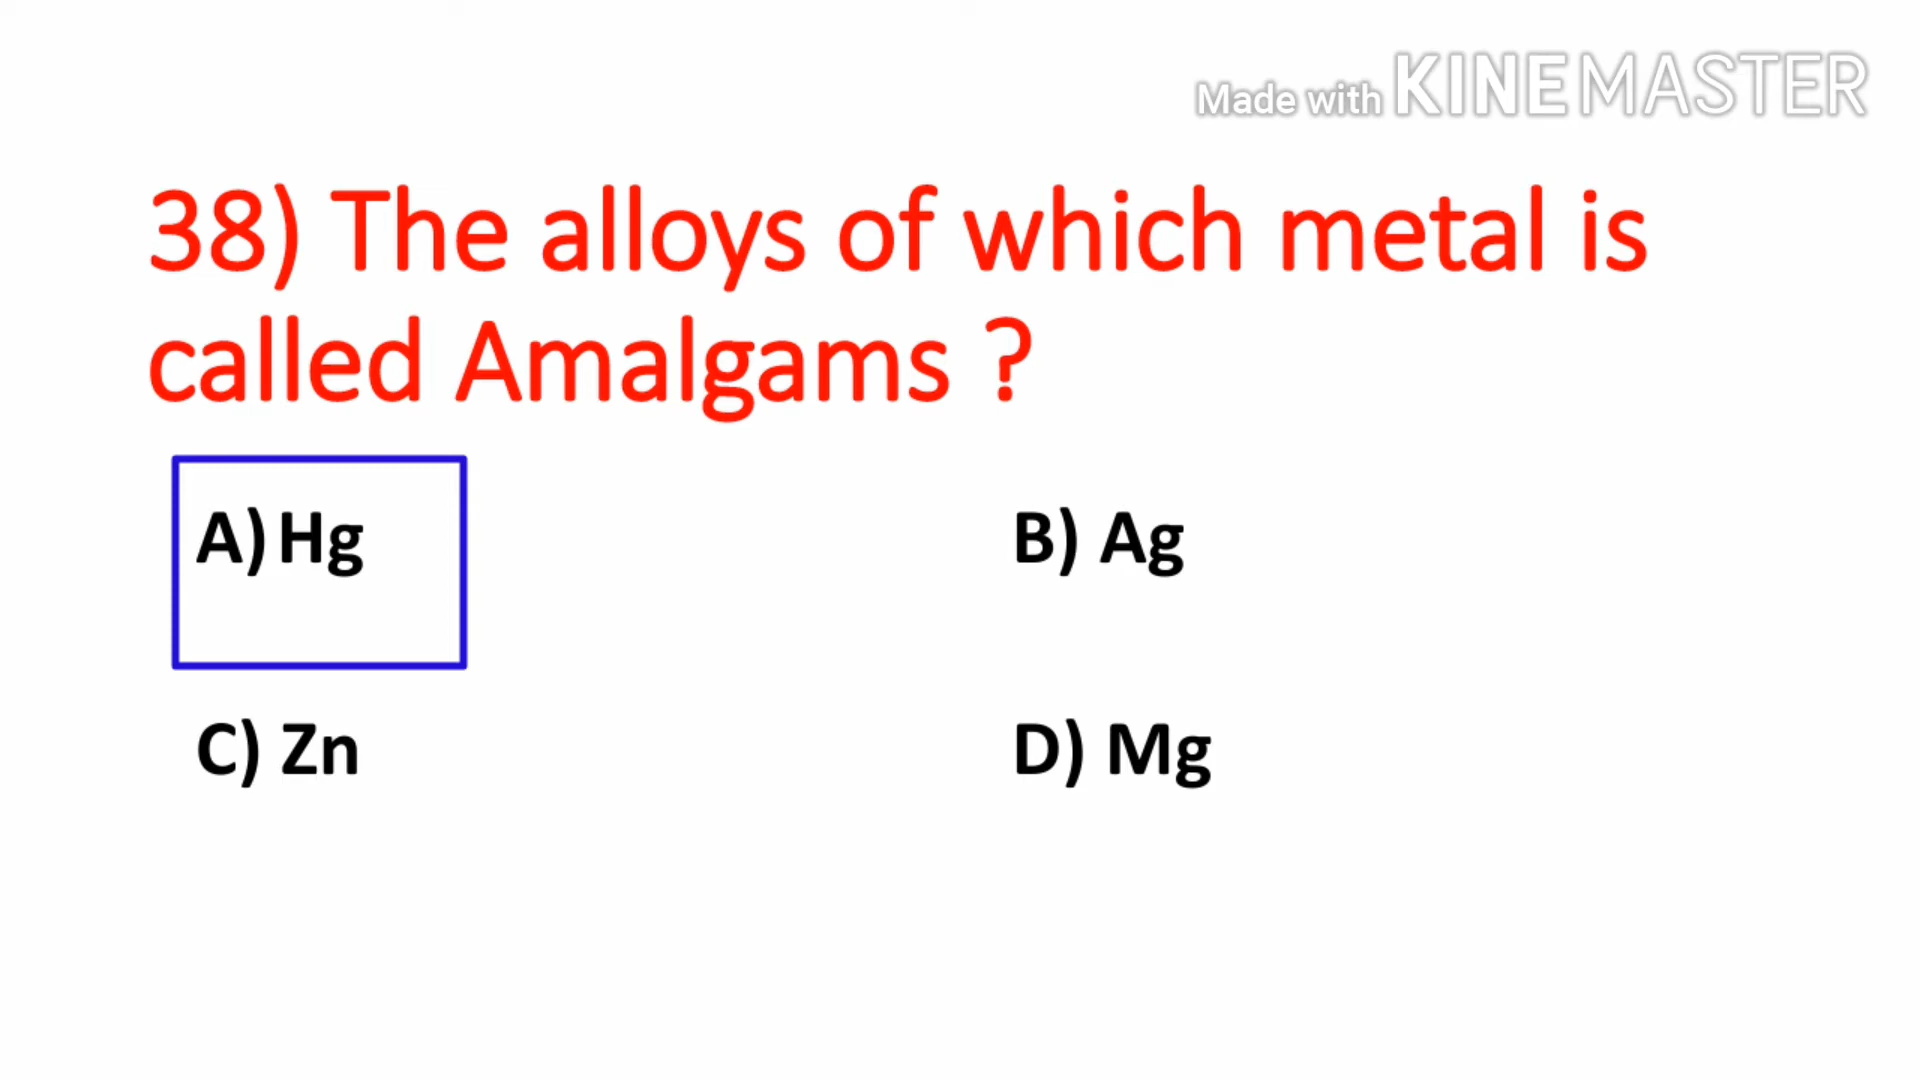 Made with KINEMASTER
38) The alloys of which metal is
called Amalgams ?
A) Hg
B) Ag
C) Zn
D) Mg